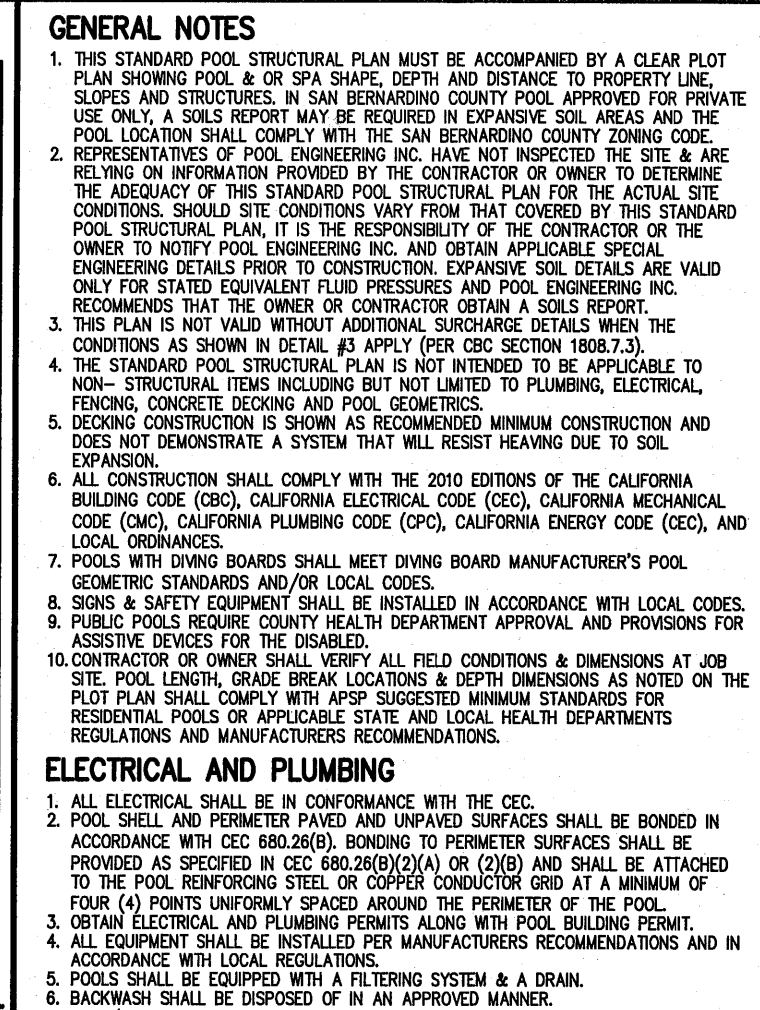 GENERAL NOTES
1. THIS STANDARD POOL STRUCTURAL PLAN MUST BE ACCOMPANIED BY A CLEAR PLOT
PLAN SHOWING POOL & OR SPA SHAPE, DEPTH AND DISTANCE TO PROPERTY LINE,
SLOPES AND STRUCTURES. IN SAN BERNARDINO COUNTY POOL APPROVED FOR PRIVATE
USE ONLY, A SOILS REPORT MAY BE REQUIRED IN EXPANSIVE SOIL AREAS AND THE
POOL LOCATION SHALL COMPLY WITH THE SAN BERNARDINO COUNTY ZONING CODE.
2. REPRESENTATIVES OF POOL ENGINEERING INC. HAVE NOT INSPECTED THE SITE & ARE
RELYING ON INFORMATION PROVIDED BY THE CONTRACTOR OR OWNER TO DETERMINE
THE ADEQUACY OF THIS STANDARD POOL STRUCTURAL PLAN FOR THE ACTUAL SITE
CONDITIONS. SHOULD SITE CONDITIONS VARY FROM THAT COVERED BY THIS STANDARD
POOL STRUCTURAL PLAN, IT IS THE RESPONSIBILITY OF THE CONTRACTOR OR THE
OWNER TO NOTIFY POOL ENGINEERING INC. AND OBTAIN APPLICABLE SPECIAL
ENGINEERING DETAILS PRIOR TO CONSTRUCTION. EXPANSIVE SOIL DETAILS ARE VALID
ONLY FOR STATED EQUIVALENT FLUID PRESSURES AND POOL ENGINEERING INC.
RECOMMENDS THAT THE OWNER OR CONTRACTOR OBTAIN A SOILS REPORT.
3. THIS PLAN IS NOT VALID WITHOUT ADDITIONAL SURCHARGE DETAILS WHEN THE
CONDITIONS AS SHOWN IN DETAIL #3 APPLY (PER CBC SECTION 1808.7.3).
4. THE STANDARD POOL STRUCTURAL PLAN IS NOT INTENDED TO BE APPLICABLE TO
NON- STRUCTURAL ITEMS INCLUDING BUT NOT LIMITED TO PLUMBING, ELECTRICAL,
FENCING, CONCRETE DECKING AND POOL GEOMETRICS.
5. DECKING CONSTRUCTION IS SHOWN AS RECOMMENDED MINIMUM CONSTRUCTION AND
DOES NOT DEMONSTRATE A SYSTEM THAT WILL RESIST HEAVING DUE TO SOIL
EXPANSION.
6. ALL CONSTRUCTION SHALL COMPLY WITH THE 2010 EDITIONS OF THE CALIFORNIA
BUILDING CODE (CBC), CALIFORNIA ELECTRICAL CODE (CEC), CALIFORNIA MECHANICAL
CODE (CMC), CALIFORNIA PLUMBING CODE (CPC), CALIFORNIA ENERGY CODE (CEC), AND
LOCAL ORDINANCES.
7. POOLS WITH DIVING BOARDS SHALL MEET DIVING BOARD MANUFACTURER'S POOL
GEOMETRIC STANDARDS AND/OR LOCAL CODES.
8. SIGNS & SAFETY EQUIPMENT SHALL BE INSTALLED IN ACCORDANCE WITH LOCAL CODES.
9. PUBLIC POOLS REQUIRE COUNTY HEALTH DEPARTMENT APPROVAL AND PROVISIONS FOR
ASSISTIVE DEVICES FOR THE DISABLED.
10. CONTRACTOR OR OWNER SHALL VERIFY ALL FIELD CONDITIONS & DIMENSIONS AT JOB
SITE. POOL LENGTH, GRADE BREAK LOCATIONS & DEPTH DIMENSIONS AS NOTED ON THE
PLOT PLAN SHALL COMPLY WITH APSP SUGGESTED MINIMUM STANDARDS FOR
RESIDENTIAL POOLS OR APPLICABLE STATE AND LOCAL HEALTH DEPARTMENTS
REGULATIONS AND MANUFACTURERS RECOMMENDATIONS.
ELECTRICAL AND PLUMBING
1. ALL ELECTRICAL SHALL BE IN CONFORMANCE WITH THE CEC.
2. POOL SHELL AND PERIMETER PAVED AND UNPAVED SURFACES SHALL BE BONDED IN
ACCORDANCE WITH CEC 680.26(B). BONDING TO PERIMETER SURFACES SHALL BE
PROVIDED AS SPECIFIED IN CEC 680.26(B)(2)(A) OR (2)(B) AND SHALL BE ATTACHED
TO THE POOL REINFORCING STEEL OR COPPER CONDUCTOR GRID AT A MINIMUM OF
FOUR (4) POINTS UNIFORMLY SPACED AROUND THE PERIMETER OF THE POOL.
3. OBTAIN ELECTRICAL AND PLUMBING PERMITS ALONG WITH POOL BUILDING PERMIT.
4. ALL EQUIPMENT SHALL BE INSTALLED PER MANUFACTURERS RECOMMENDATIONS AND IN
ACCORDANCE WITH LOCAL REGULATIONS.
5. POOLS SHALL BE EQUIPPED WITH A FILTERING SYSTEM & A DRAIN.
6. BACKWASH SHALL BE DISPOSED OF IN AN APPROVED MANNER.